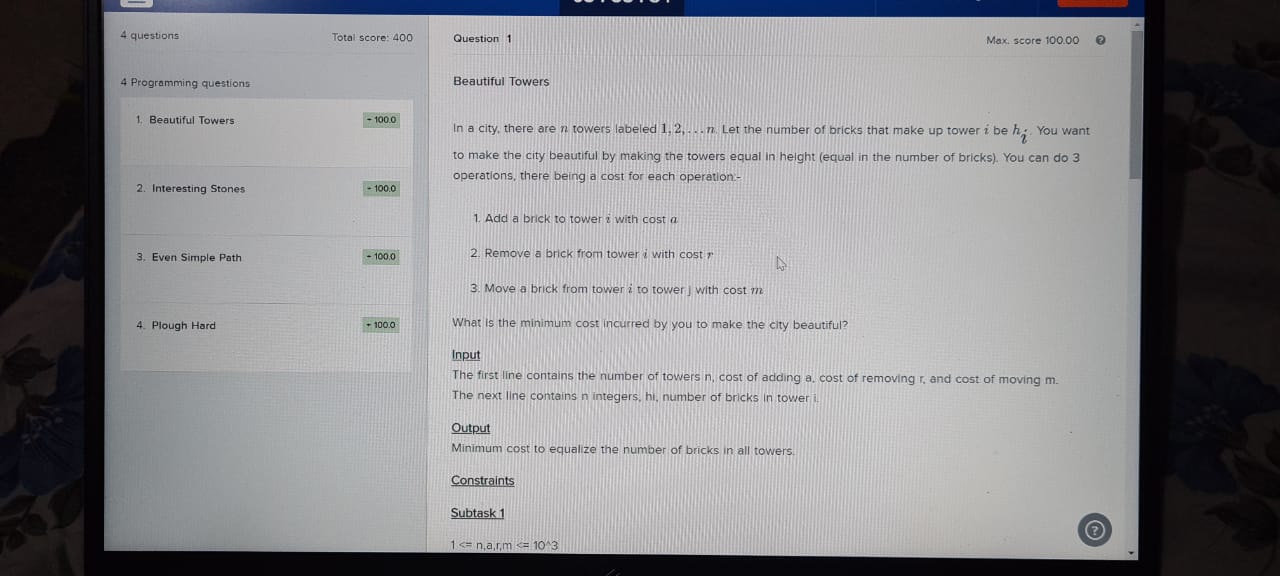 4 questions
Total score: 400
4 Programming questions
1. Beautiful Towers
- 100.0
2. Interesting Stones
- 100.0
3. Even Simple Path
- 100.0
4. Plough Hard
+ 100.0
Question 1
Max. score 100.00
Beautiful Towers
In a city, there are n towers labeled 1, 2, . . . n. Let the number of bricks that make up tower i be h_i. You want
to make the city beautiful by making the towers equal in height (equal in the number of bricks). You can do 3
operations, there being a cost for each operation:-
1. Add a brick to tower i with cost a
2. Remove a brick from tower i with cost r
3. Move a brick from tower i to tower j with cost m
What is the minimum cost incurred by you to make the city beautiful?
Input
The first line contains the number of towers n, cost of adding a, cost of removing r, and cost of moving m.
The next line contains n integers, hi, number of bricks in tower i.
Output
Minimum cost to equalize the number of bricks in all towers.
Constraints
Subtask 1
1 <= n,a,r,m <= 10^3